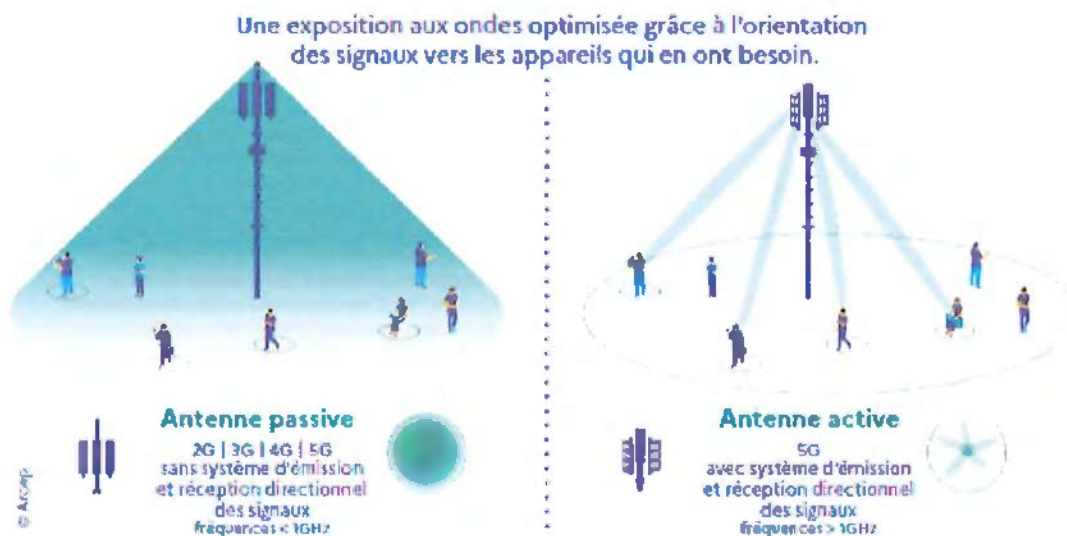 Une exposition aux ondes optimisée grâce à l'orientation
des signaux vers les appareils qui en ont besoin.
Antenne passive
2G | 3G | 4G | 5G
sans système d'émission
et réception directionnel
des signaux
fréquences < 1GHz
Antenne active
5G
avec système d'émission
et réception directionnel
des signaux
fréquences > 1GHz
© Arcep